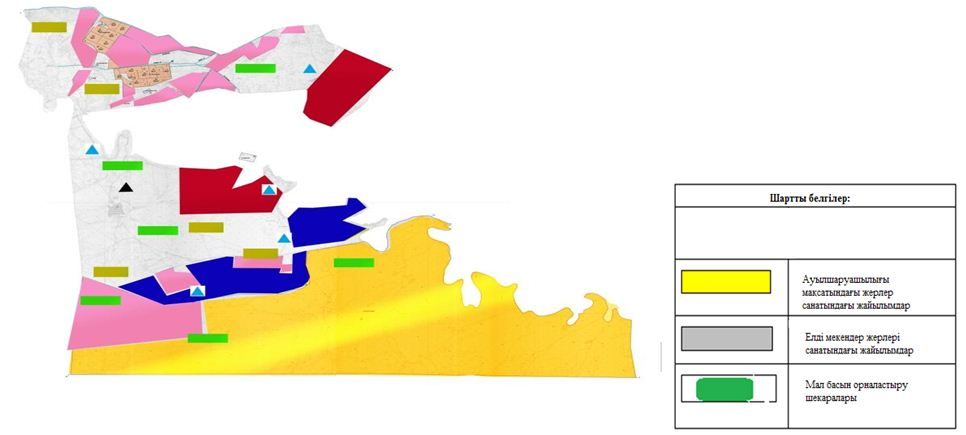 Шартты белгілер:
Ауылшаруашылығы
мақсатындағы жерлер
санатындағы жайылымдар
Елді мекендер жерлері
санатындағы жайылымдар
Мал басын орналастыру
шекаралары